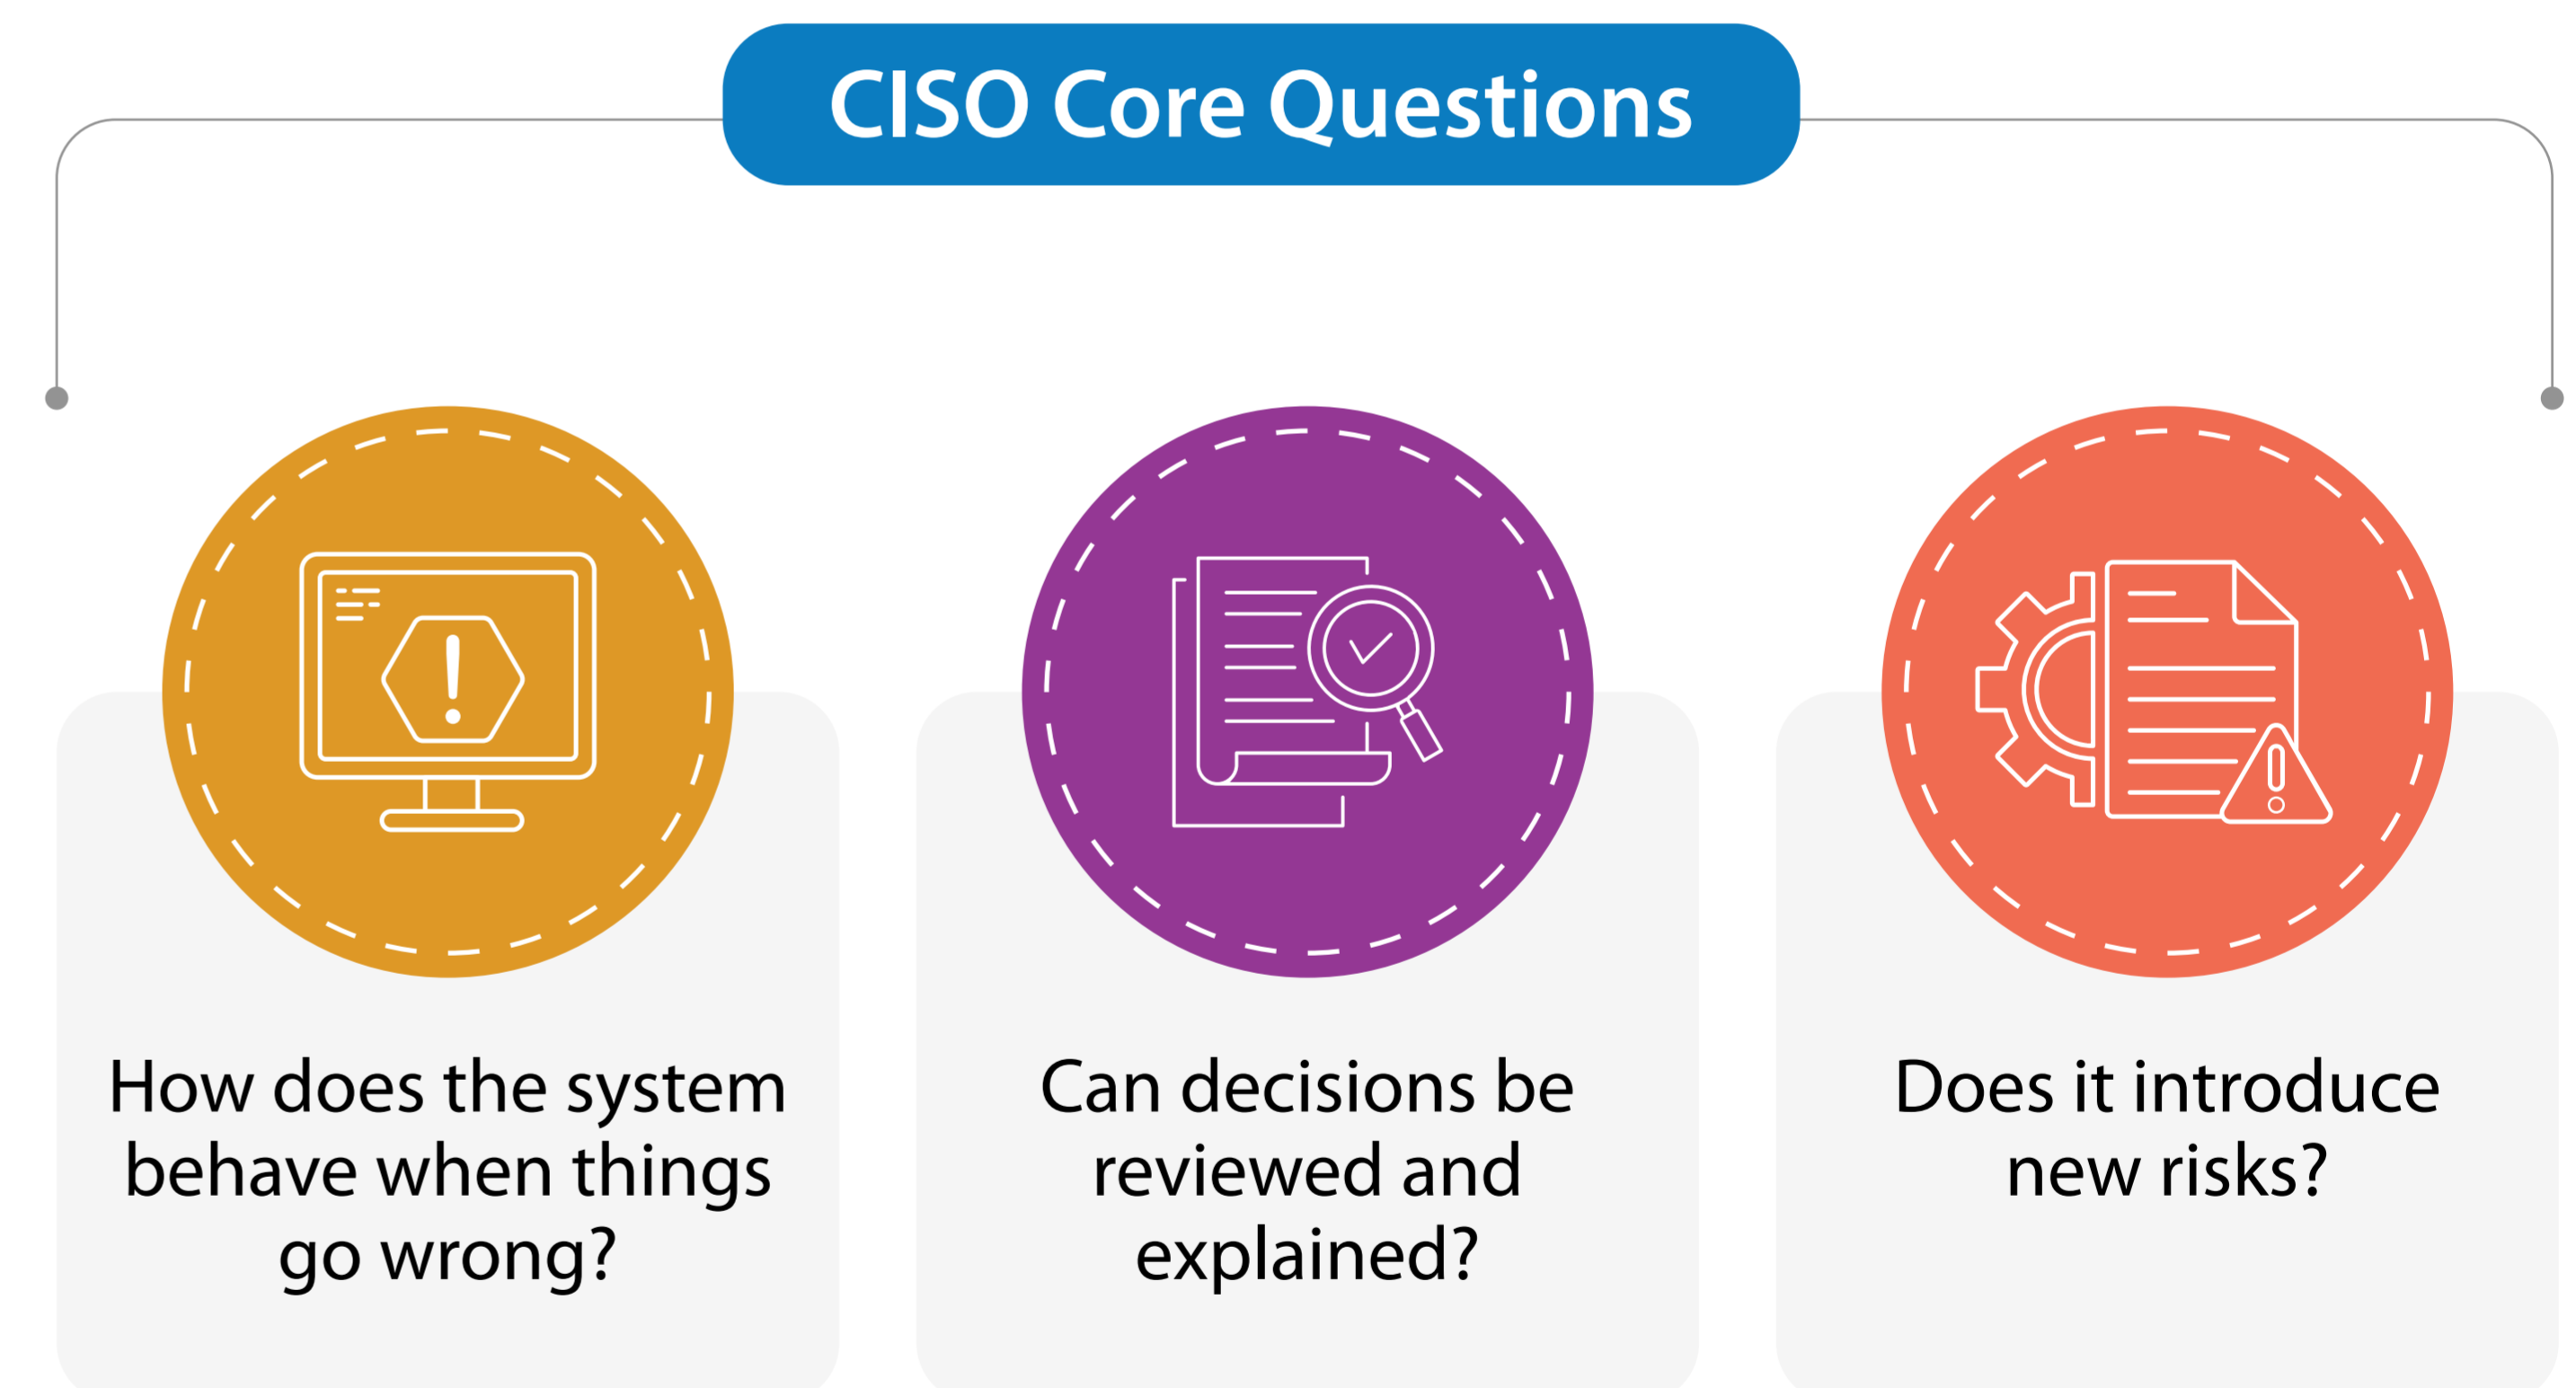 CISO Core Questions
How does the system
behave when things
go wrong?
Can decisions be
reviewed and
explained?
Does it introduce
new risks?